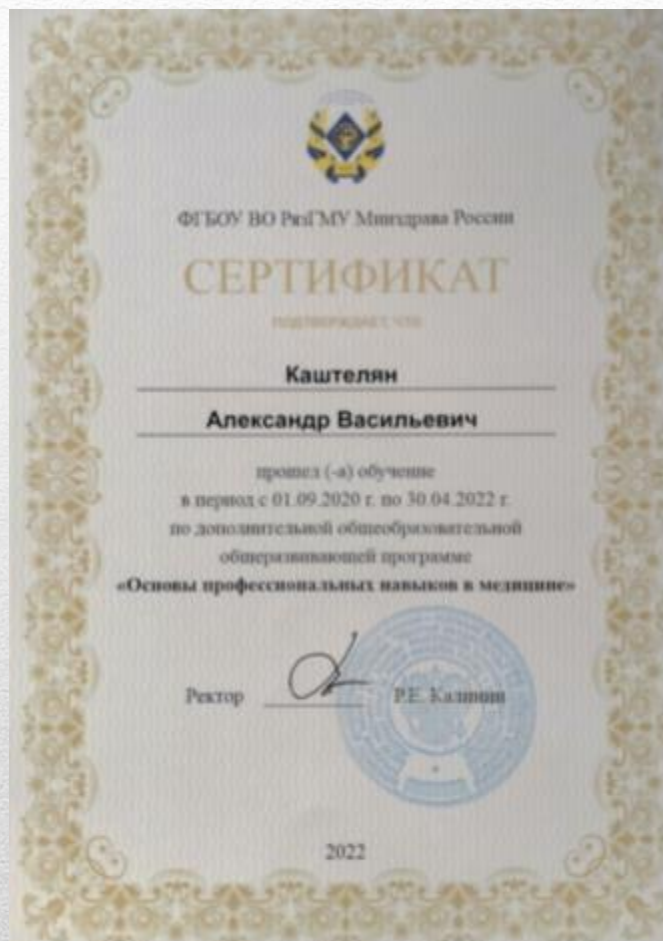 ФГБОУ ВО РязГМУ Минздрава России
СЕРТИФИКАТ
ПОДТВЕРЖДАЕТ, ЧТО
Каштелян
Александр Васильевич
прошел (-а) обучение
в период с 01.09.2020 г. по 30.04.2022 г.
по дополнительной общеобразовательной
общеразвивающей программе
«Основы профессиональных навыков в медицине»
Ректор Р.Е. Калинин
2022